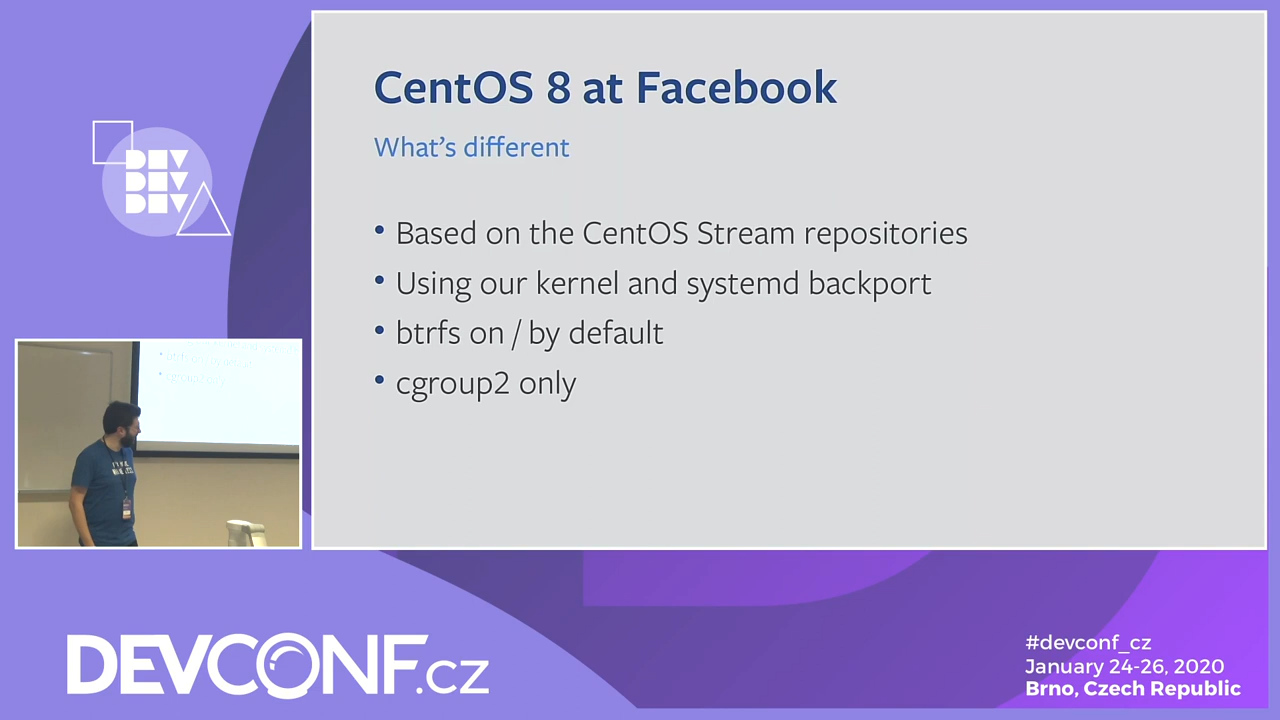 CentOS 8 at Facebook
What's different
• Based on the CentOS Stream repositories
• Using our kernel and systemd backport
• btrfs on / by default
• cgroup2 only
DEV
DEV
DEV
DEVCONF.cz
#devconf_cz
January 24-26, 2020
Brno, Czech Republic